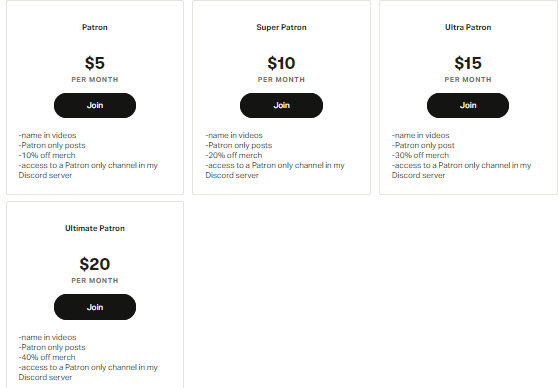 Patron
$5
PER MONTH
Join
-name in videos
-Patron only posts
-10% off merch
-access to a Patron only channel in my
Discord server
Super Patron
$10
PER MONTH
Join
-name in videos
-Patron only posts
-20% off merch
-access to a Patron only channel in my
Discord server
Ultra Patron
$15
PER MONTH
Join
-name in videos
-Patron only post
-30% off merch
-access to a Patron only channel in my
Discord server
Ultimate Patron
$20
PER MONTH
Join
-name in videos
-Patron only posts
-40% off merch
-access to a Patron only channel in my
Discord server